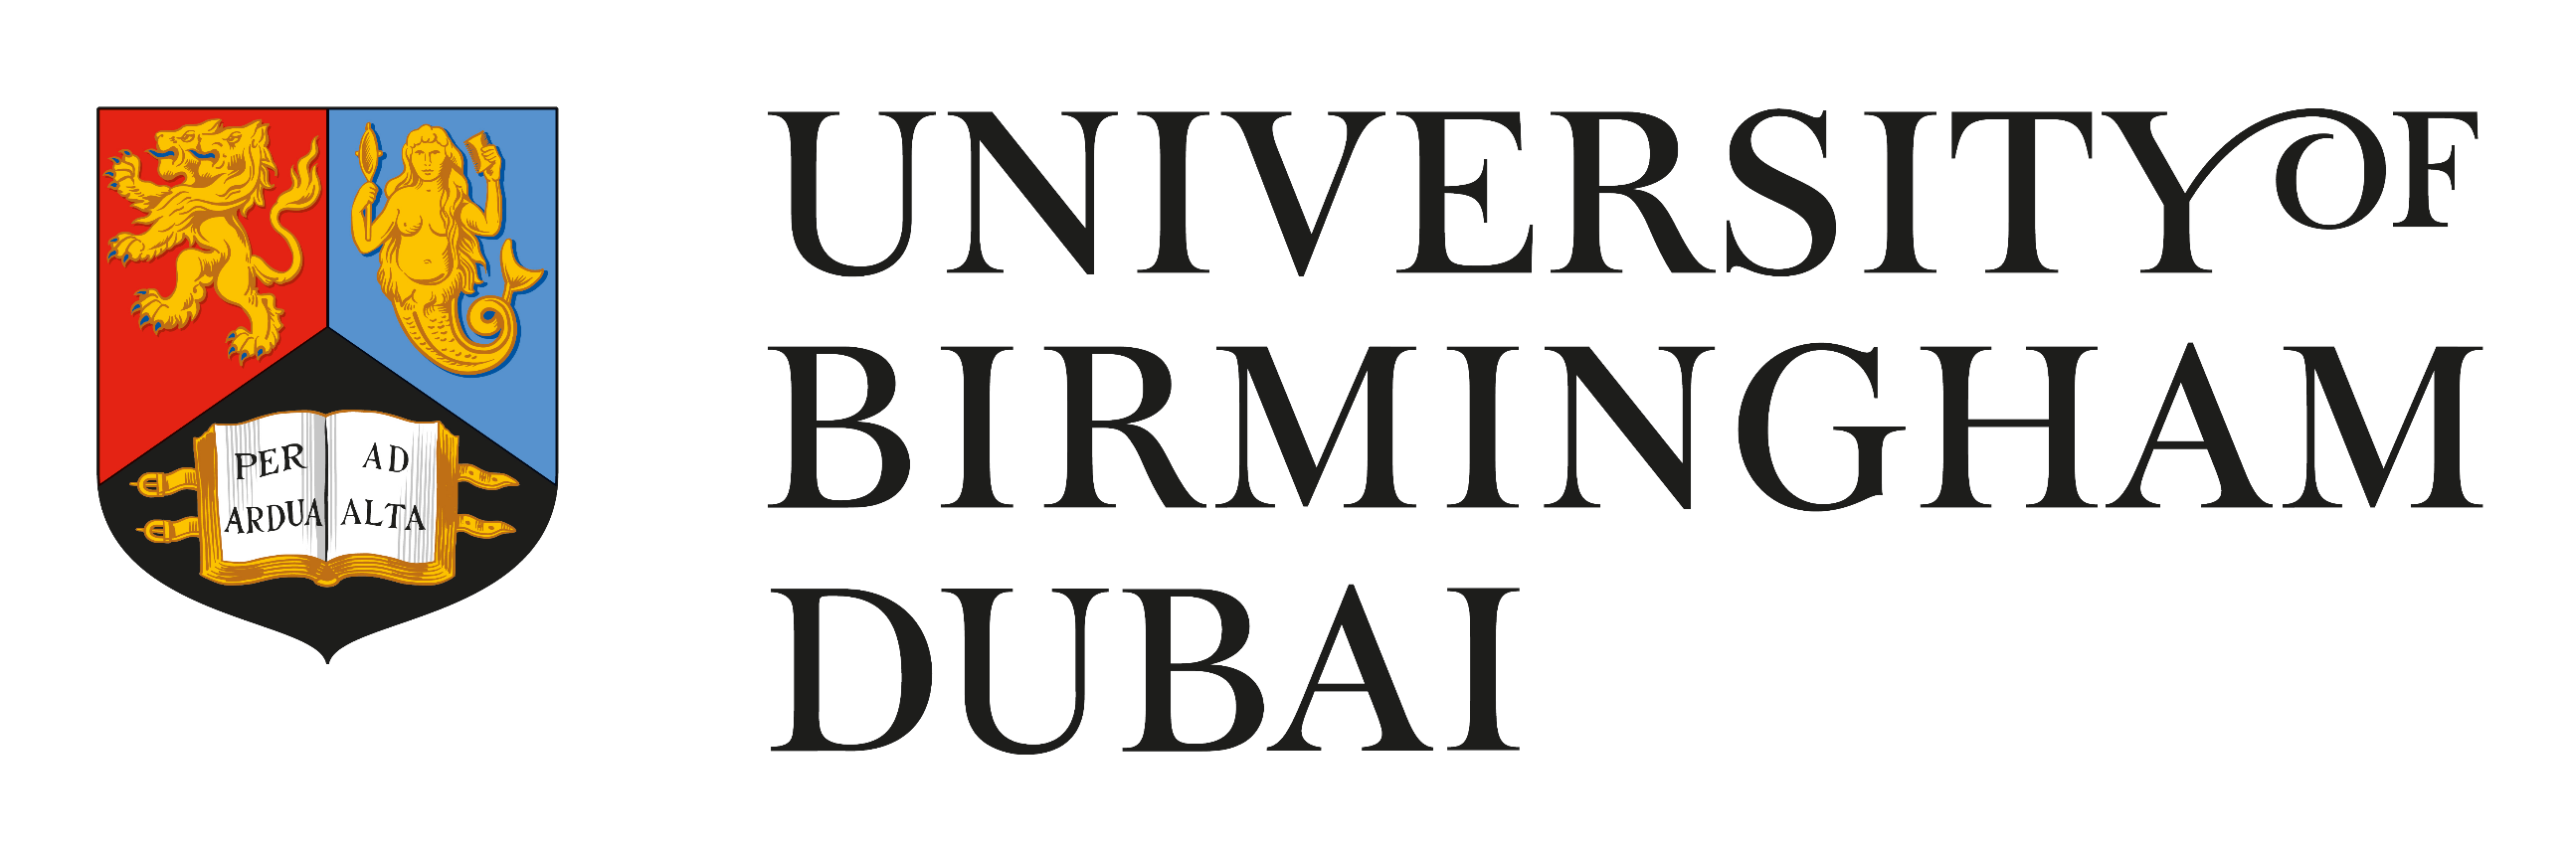 PER AD
ARDUA ALTA
UNIVERSITY OF
BIRMINGHAM
DUBAI